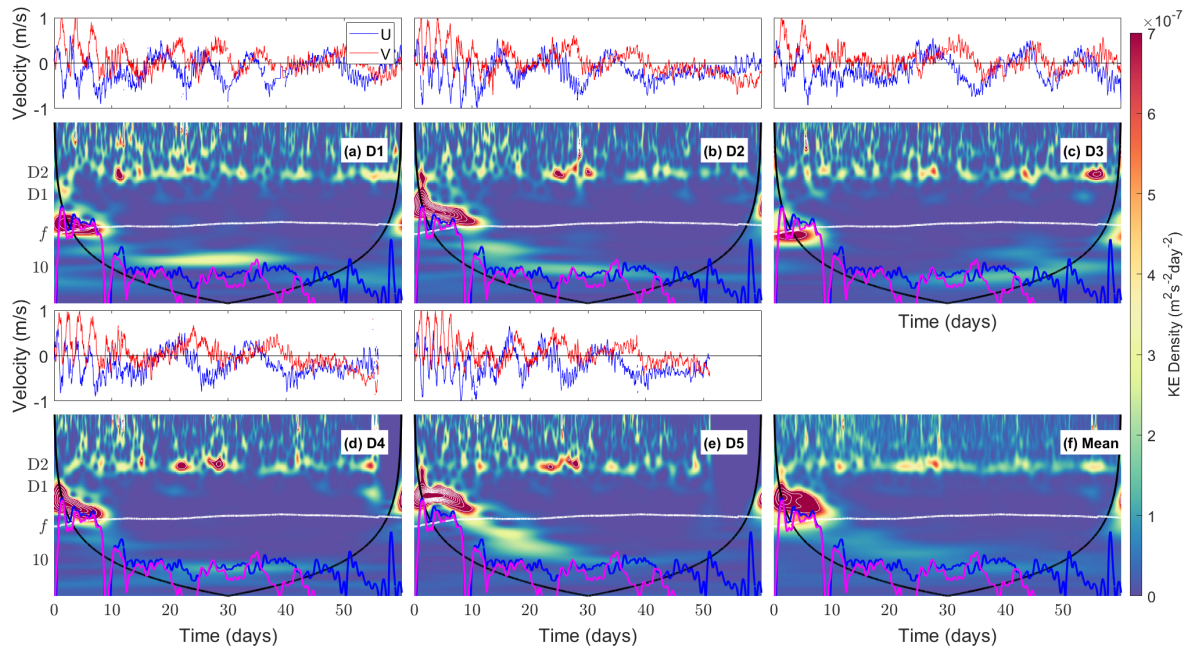 1
0
-1
Velocity (m/s)
U
V
×10⁻⁷
7
6
5
4
3
2
1
0
KE Density (m²s⁻²day⁻²)
D2
D1
f
10
(a) D1
(b) D2
(c) D3
Time (days)
1
0
-1
Velocity (m/s)
D2
D1
f
10
(d) D4
(e) D5
(f) Mean
0 10 20 30 40 50
0 10 20 30 40 50
0 10 20 30 40 50
Time (days)
Time (days)
Time (days)